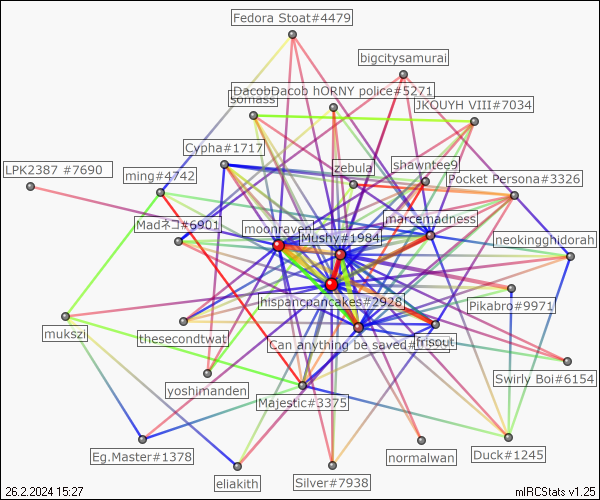 Fedora Stoat#4479
bigcitysamurai
DacobDacob hORNY police#5271
somass
JKOUYH VIII#7034
Cypha#1717
zebula
shawntee9
LPK2387 #7690
ming#4742
Pocket Persona#3326
Madネコ#6901
moonraven
marcemadness
Mushy#1984
neokingghidorah
hispanicpancakes#2928
Pikabro#9971
mukszi
thesecondtwat
Can anything be saved
frisout
Swirly Boi#6154
yoshimanden
Majestic#3375
Eg.Master#1378
normalwan
Duck#1245
eliakith
Silver#7938
26.2.2024 15:27
mIRCStats v1.25